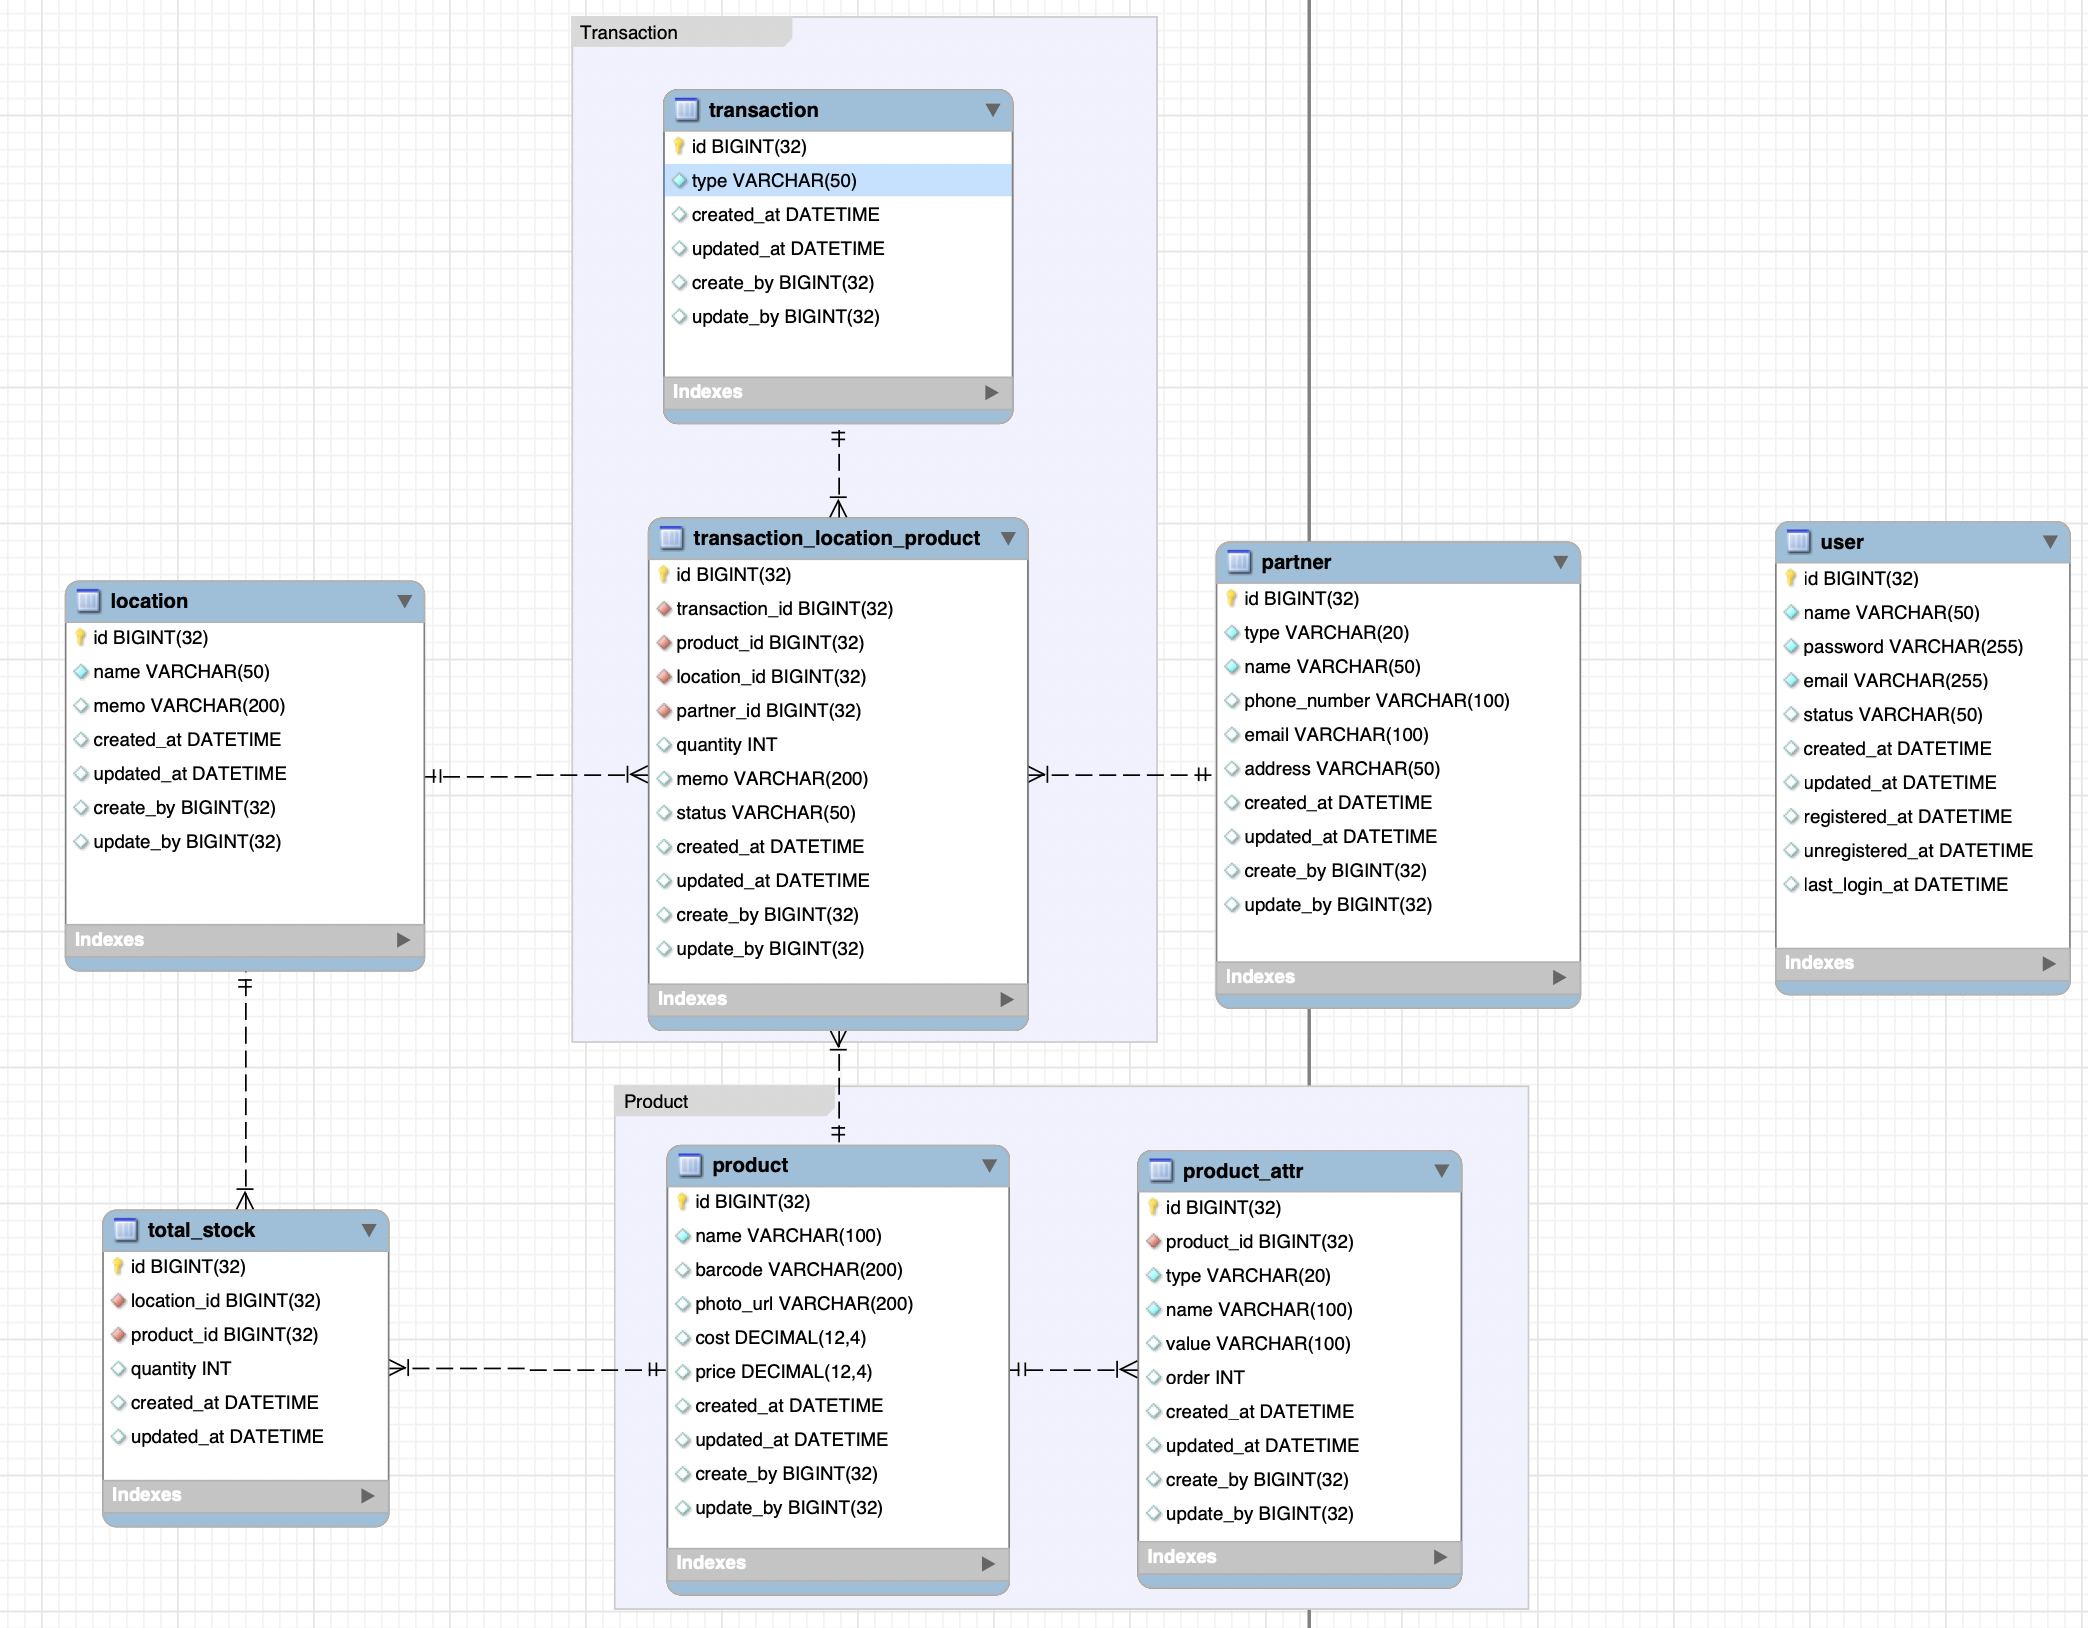 Transaction
transaction
id BIGINT(32)
type VARCHAR(50)
created_at DATETIME
updated_at DATETIME
create_by BIGINT(32)
update_by BIGINT(32)
Indexes
transaction_location_product
id BIGINT(32)
transaction_id BIGINT(32)
product_id BIGINT(32)
location_id BIGINT(32)
partner_id BIGINT(32)
quantity INT
memo VARCHAR(200)
status VARCHAR(50)
created_at DATETIME
updated_at DATETIME
create_by BIGINT(32)
update_by BIGINT(32)
Indexes
location
id BIGINT(32)
name VARCHAR(50)
memo VARCHAR(200)
created_at DATETIME
updated_at DATETIME
create_by BIGINT(32)
update_by BIGINT(32)
Indexes
partner
id BIGINT(32)
type VARCHAR(20)
name VARCHAR(50)
phone_number VARCHAR(100)
email VARCHAR(100)
address VARCHAR(50)
created_at DATETIME
updated_at DATETIME
create_by BIGINT(32)
update_by BIGINT(32)
Indexes
user
id BIGINT(32)
name VARCHAR(50)
password VARCHAR(255)
email VARCHAR(255)
status VARCHAR(50)
created_at DATETIME
updated_at DATETIME
registered_at DATETIME
unregistered_at DATETIME
last_login_at DATETIME
Indexes
total_stock
id BIGINT(32)
location_id BIGINT(32)
product_id BIGINT(32)
quantity INT
created_at DATETIME
updated_at DATETIME
Indexes
Product
product
id BIGINT(32)
name VARCHAR(100)
barcode VARCHAR(200)
photo_url VARCHAR(200)
cost DECIMAL(12,4)
price DECIMAL(12,4)
created_at DATETIME
updated_at DATETIME
create_by BIGINT(32)
update_by BIGINT(32)
Indexes
product_attr
id BIGINT(32)
product_id BIGINT(32)
type VARCHAR(20)
name VARCHAR(100)
value VARCHAR(100)
order INT
created_at DATETIME
updated_at DATETIME
create_by BIGINT(32)
update_by BIGINT(32)
Indexes